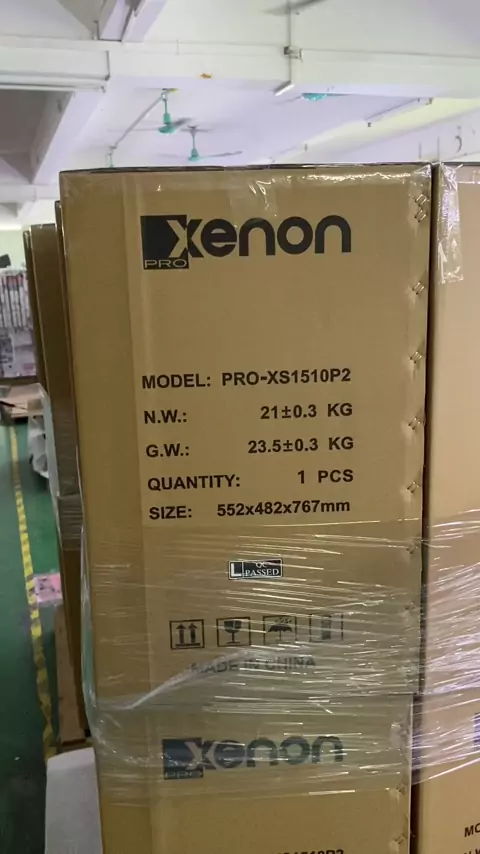 xenon
PRO
MODEL: PRO-XS1510P2
N.W.: 21±0.3 KG
G.W.: 23.5±0.3 KG
QUANTITY: 1 PCS
SIZE: 552x482x767mm
L QC PASSED
MADE IN CHINA
xenon
PRO